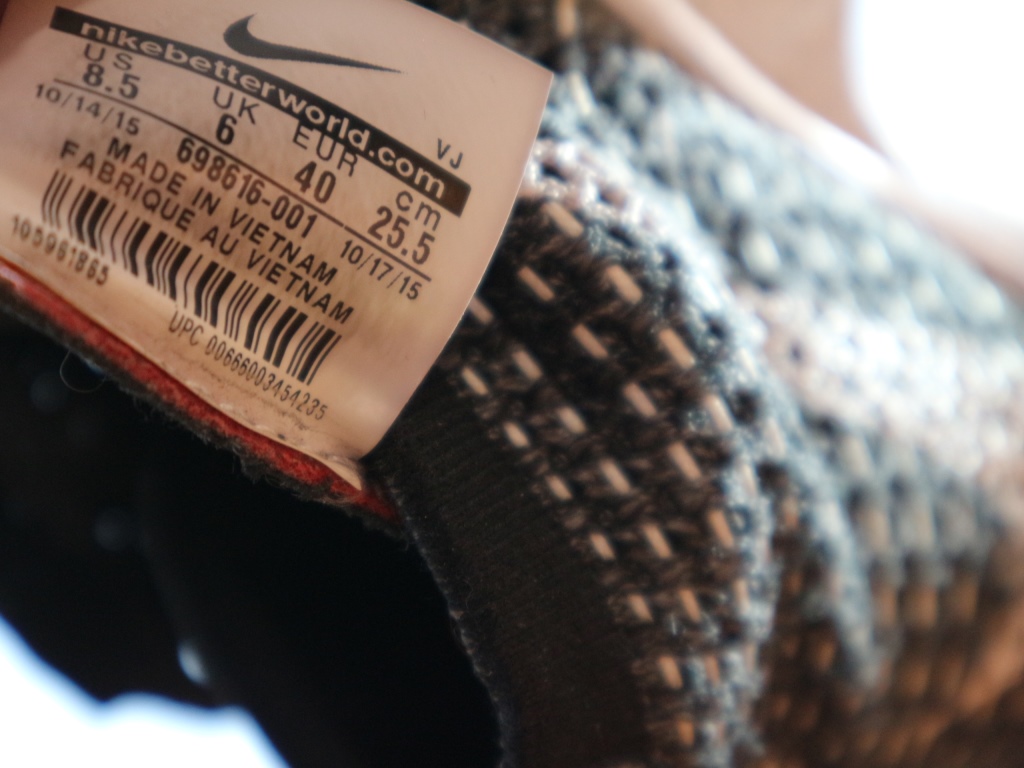 nikebetterworld.com VJ
US UK EUR cm
8.5 6 40 25.5
10/14/15 698616-001 10/17/15
MADE IN VIETNAM
FABRIQUE AU VIETNAM
105961865
UPC 00666003454235